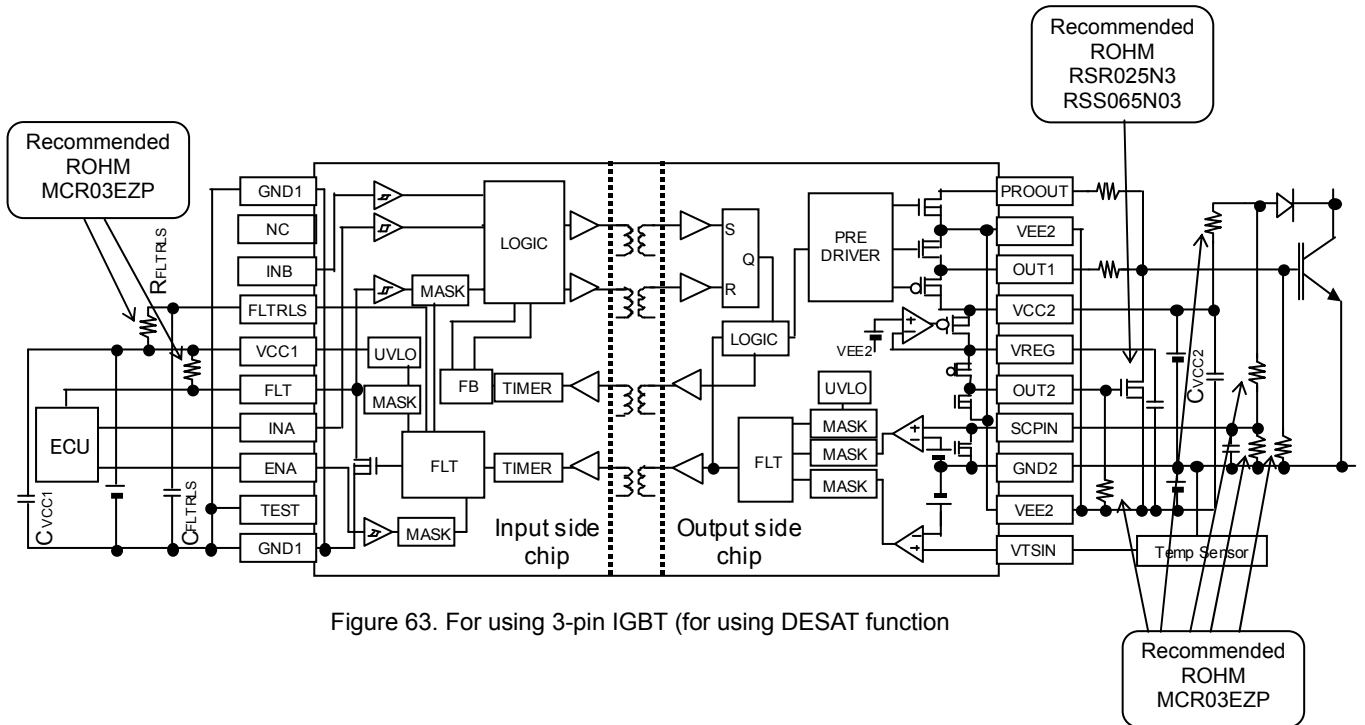 Recommended
ROHM
RSR025N3
RSS065N03
Recommended
ROHM
MCR03EZP
RFLTRLS
CVCC1
CFLTRLS
ECU
GND1
NC
INB
FLTRLS
VCC1
FLT
INA
ENA
TEST
GND1
LOGIC
MASK
UVLO
MASK
FB
TIMER
FLT
TIMER
MASK
Input side
chip
S
Q
R
PRE
DRIVER
LOGIC
VEE2
UVLO
MASK
MASK
MASK
FLT
+
-
-
+
-
+
Output side
chip
PROOUT
VEE2
OUT1
VCC2
VREG
OUT2
SCPIN
GND2
VEE2
VTSIN
CVCC2
Temp Sensor
Figure 63. For using 3-pin IGBT (for using DESAT function
Recommended
ROHM
MCR03EZP